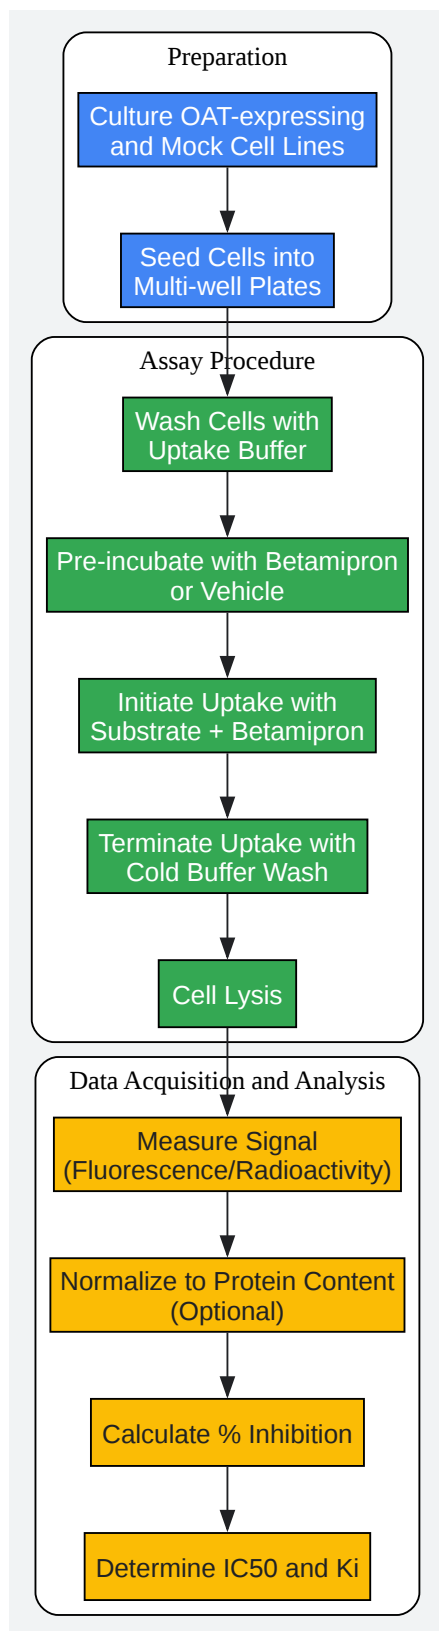 Preparation
Culture OAT-expressing
and Mock Cell Lines
Seed Cells into
Multi-well Plates
Assay Procedure
Wash Cells with
Uptake Buffer
Pre-incubate with Betamipron
or Vehicle
Initiate Uptake with
Substrate + Betamipron
Terminate Uptake with
Cold Buffer Wash
Cell Lysis
Data Acquisition and Analysis
Measure Signal
(Fluorescence/Radioactivity)
Normalize to Protein Content
(Optional)
Calculate % Inhibition
Determine IC50 and Ki